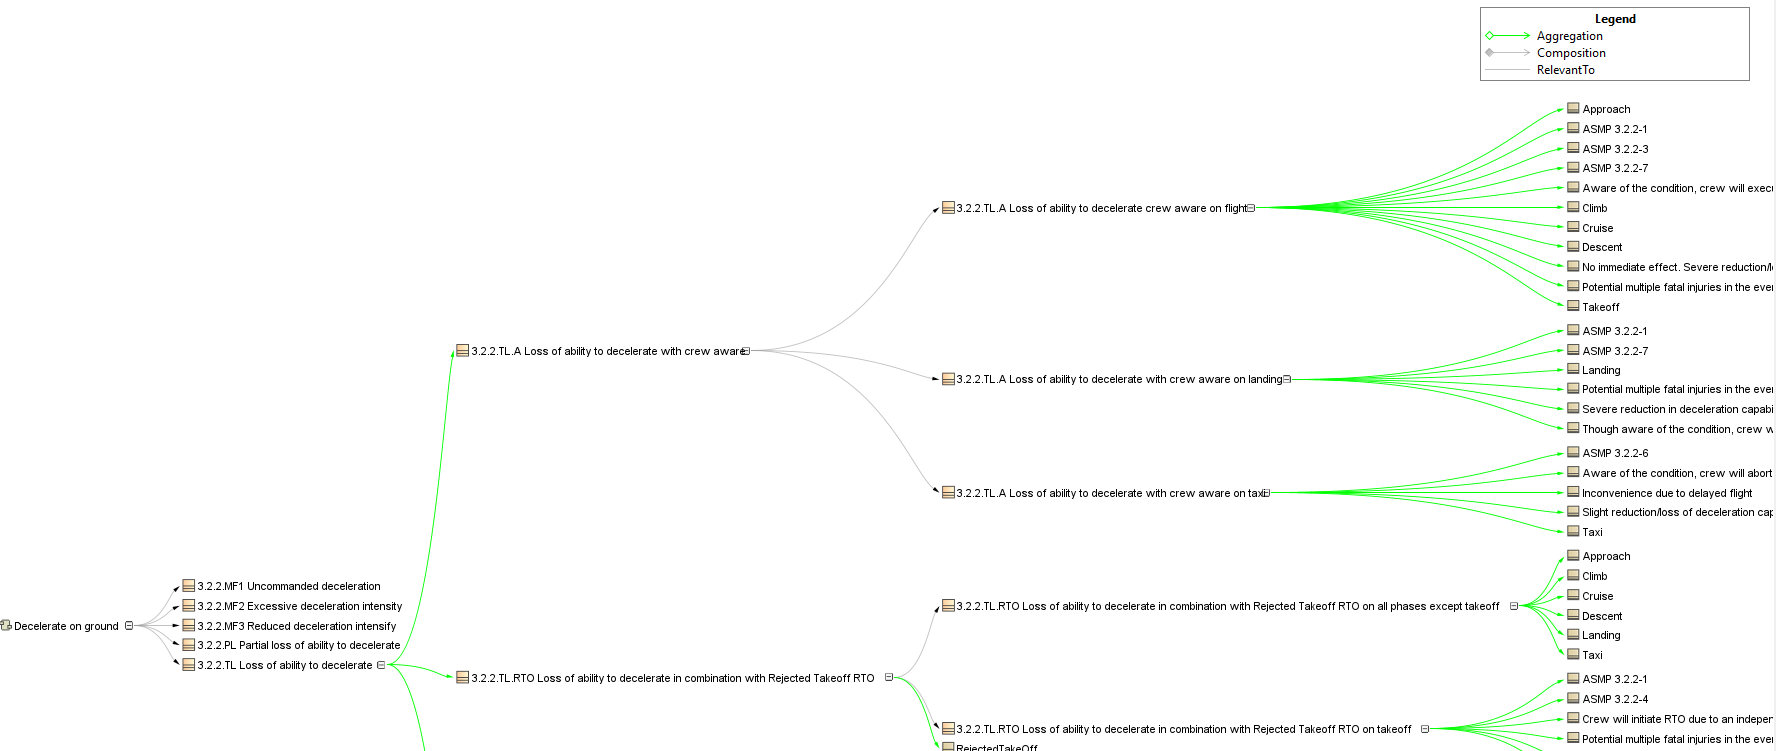 Legend
Aggregation
Composition
RelevantTo
Approach
ASMP 3.2.2-1
ASMP 3.2.2-3
ASMP 3.2.2-7
Aware of the condition, crew will exec
3.2.2.TL.A Loss of ability to decelerate crew aware on flight
Climb
Cruise
Descent
No immediate effect. Severe reduction/l
Potential multiple fatal injuries in the ever
Takeoff
ASMP 3.2.2-1
3.2.2.TL.A Loss of ability to decelerate with crew aware
ASMP 3.2.2-7
Landing
3.2.2.TL.A Loss of ability to decelerate with crew aware on landing
Potential multiple fatal injuries in the ever
Severe reduction in deceleration capabi
Though aware of the condition, crew w
ASMP 3.2.2-6
Aware of the condition, crew will abort
3.2.2.TL.A Loss of ability to decelerate with crew aware on taxi
Inconvenience due to delayed flight
Slight reduction/loss of deceleration cap
Taxi
Approach
Climb
3.2.2.MF1 Uncommanded deceleration
Cruise
3.2.2.MF2 Excessive deceleration intensity
3.2.2.TL.RTO Loss of ability to decelerate in combination with Rejected Takeoff RTO on all phases except takeoff
Descent
Decelerate on ground
3.2.2.MF3 Reduced deceleration intensify
Landing
3.2.2.PL Partial loss of ability to decelerate
Taxi
3.2.2.TL Loss of ability to decelerate
3.2.2.TL.RTO Loss of ability to decelerate in combination with Rejected Takeoff RTO
ASMP 3.2.2-1
ASMP 3.2.2-4
Crew will initiate RTO due to an indepen
3.2.2.TL.RTO Loss of ability to decelerate in combination with Rejected Takeoff RTO on takeoff
Potential multiple fatal injuries in the ever
RejectedTakeOff